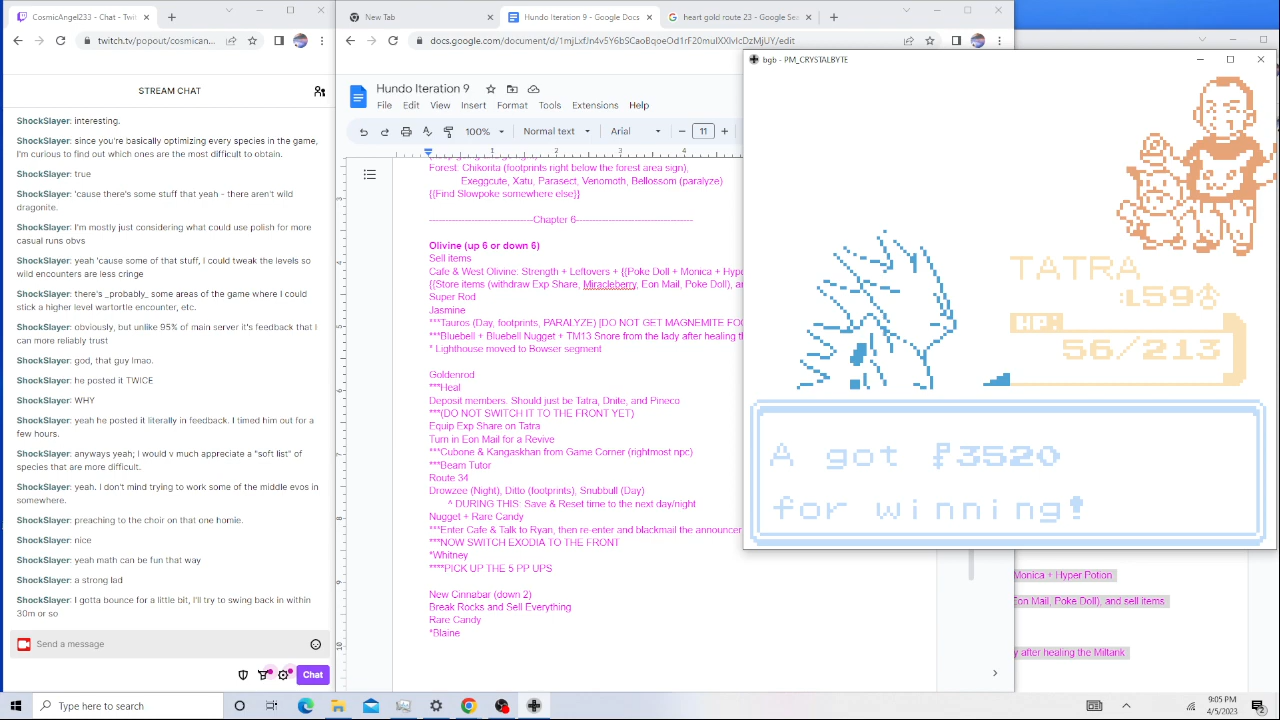 CosmicAngel233 - Chat - Twit
twitch.tv/popout/cosmican...
STREAM CHAT
ShockSlayer: interesting.
ShockSlayer: since you're basically optimizing every species in the game,
I'm curious to find out which ones are the most difficult to obtain.
ShockSlayer: true
ShockSlayer: 'cause there's some stuff that yeah - there aren't wild
dragonite.
ShockSlayer: I'm mostly just considering what could use polish for more
casual runs obvs
ShockSlayer: yeah 'cause some of that stuff, I could tweak the levels so
wild encounters are less cringe
ShockSlayer: there's _probably_ some areas of the game where I could
stick a higher level wartortle encounter, etc.
ShockSlayer: obviously, but unlike 95% of main server it's feedback that I
can more reliably trust
ShockSlayer: god, that guy lmao.
ShockSlayer: he posted it TWICE
ShockSlayer: WHY
ShockSlayer: yeah he posted it literally in feedback. I timed him out for a
few hours.
ShockSlayer: anyways yeah; I would v much appreciate a "soft list" of
species that are more difficult.
ShockSlayer: yeah. I don't mind trying to work some of the middle evos in
somewhere.
ShockSlayer: preaching to the choir on that one homie.
ShockSlayer: nice
ShockSlayer: yeah math can be fun that way
ShockSlayer: a strong lad
ShockSlayer: I gotta bounce for a little bit, I'll try to swing back in within
30m or so
Send a message
Chat
New Tab
Hundo Iteration 9 - Google Docs
heart gold route 23 - Google Sea
Hundo Iteration 9
File Edit View Insert Format Tools Extensions Help
100% Normal text Arial 11
1 2 3 4
Forest: Chikorita (footprints right below the forest area sign),
Exeggcute, Xatu, Parasect, Venomoth, Bellossom (paralyze)
{{Find Slowpoke somewhere else}}
Chapter 6
Olivine (up 6 or down 6)
Sell items
Cafe & West Olivine. Strength + Leftovers + {{Poke Doll + Monica + Hype
{{Store items (withdraw Exp Share, Miracleberry, Eon Mail, Poke Doll), an
Super Rod
Jasmine
***Tauros (Day, footprints, PARALYZE) [DO NOT GET MAGNEMITE FOO
***Bluebell + Bluebell Nugget + TM13 Snore from the lady after healing th
* Lighthouse moved to Bowser segment
Goldenrod
***Heal
Deposit members. Should just be Tatra, Dnite, and Pineco.
***(DO NOT SWITCH IT TO THE FRONT YET)
Equip Exp Share on Tatra
Turn in Eon Mail for a Revive
***Cubone & Kangaskhan from Game Corner (rightmost npc)
***Beam Tutor
Route 34
Drowzee (Night), Ditto (footprints), Snubbull (Day)
^ DURING THIS: Save & Reset time to the next day/night
Nugget + Rare Candy
***Enter Cafe & Talk to Ryan, then re-enter and blackmail the announcer
***NOW SWITCH EXODIA TO THE FRONT
*Whitney
****PICK UP THE 5 PP UPS
New Cinnabar (down 2)
Break Rocks and Sell Everything
Rare Candy
*Blaine
bgb - PM_CRYSTALBYTE
TATRA
:L59♂
HP:
56/213
A got ₽3520
for winning!
Monica + Hyper Potion
Eon Mail, Poke Doll), and sell items
y after healing the Miltank
Type here to search
9:05 PM
4/5/2023
2